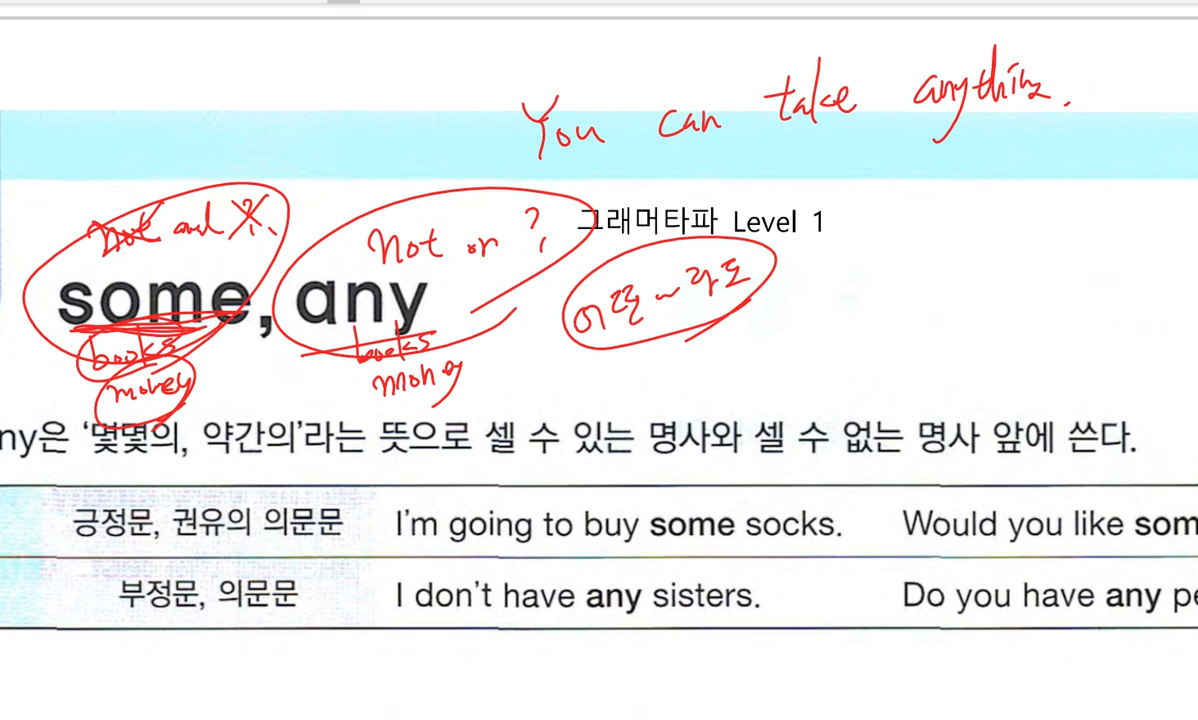 You can take anything.
그래머타파 Level 1
Not and
Not or ?
some, any
어떤~라도
books
money
books
money
ny은 ‘몇몇의, 약간의’라는 뜻으로 셀 수 있는 명사와 셀 수 없는 명사 앞에 쓴다.
긍정문, 권유의 의문문 I’m going to buy some socks. Would you like som
부정문, 의문문 I don’t have any sisters. Do you have any pe